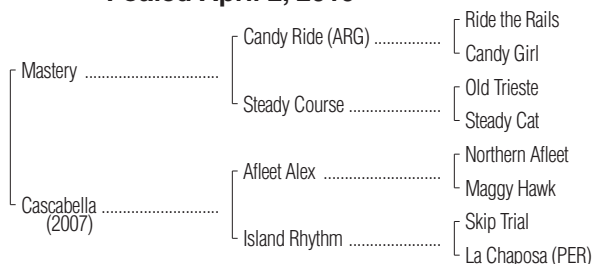 Foaled April 2, 2019
Ride the Rails
Candy Ride (ARG) ..................
Candy Girl
Mastery ....................................
Old Trieste
Steady Course .........................
Steady Cat
Northern Afleet
Afleet Alex ................................
Maggy Hawk
Cascabella ................................
(2007)
Skip Trial
Island Rhythm ..........................
La Chaposa (PER)